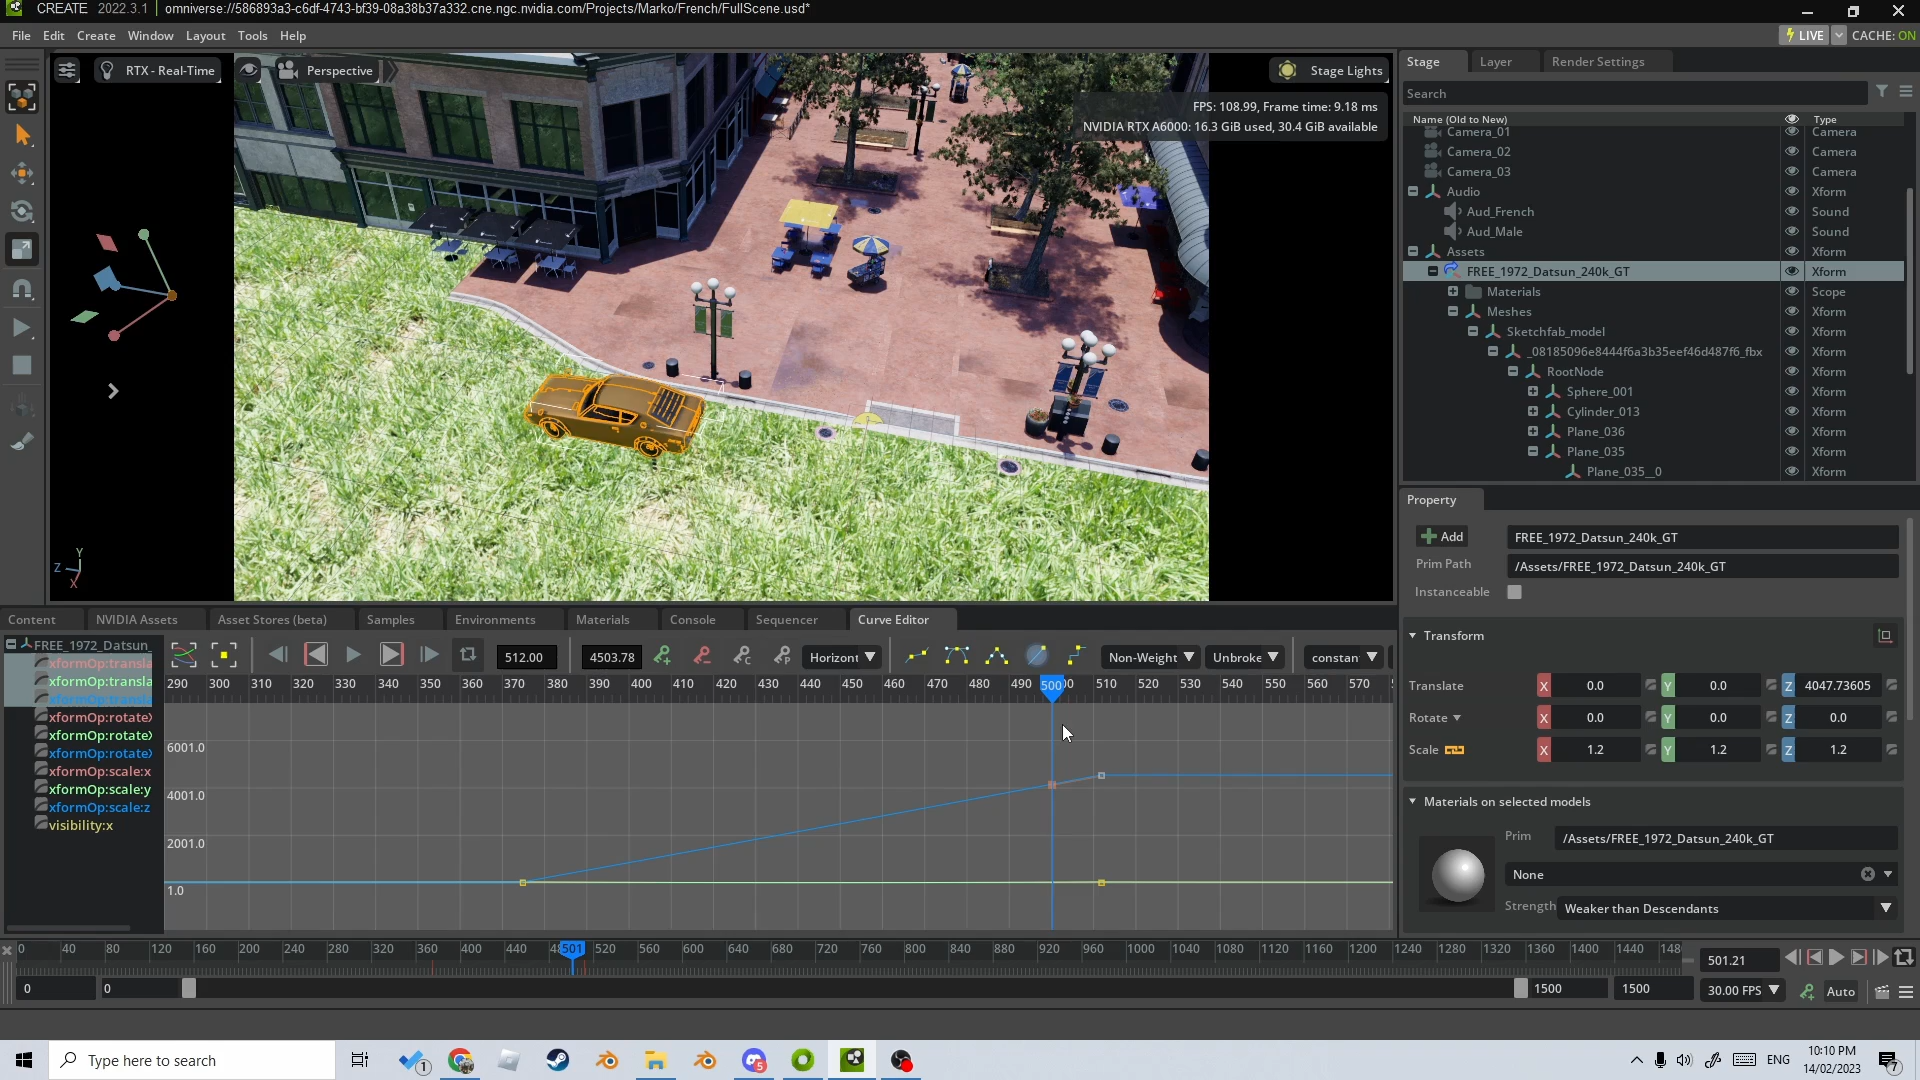 CREATE 2022.3.1 omniverse://586893a3-c6df-4743-bf39-08a38b37a332.cne.ngc.nvidia.com/Projects/Marko/French/FullScene.usd*
File Edit Create Window Layout Tools Help
LIVE CACHE: ON
RTX - Real-Time
Perspective
Stage Lights
FPS: 108.99, Frame time: 9.18 ms
NVIDIA RTX A6000: 16.3 GiB used, 30.4 GiB available
Y
Z
X
Stage Layer Render Settings
Search
Name (Old to New) Type
Camera_01 Camera
Camera_02 Camera
Camera_03 Camera
Audio Xform
Aud_French Sound
Aud_Male Sound
Assets Xform
FREE_1972_Datsun_240k_GT Xform
Materials Scope
Meshes Xform
Sketchfab_model Xform
_08185096e8444f6a3b35eef46d487f6_fbx Xform
RootNode Xform
Sphere_001 Xform
Cylinder_013 Xform
Plane_036 Xform
Plane_035 Xform
Plane_035__0 Xform
Property
Add FREE_1972_Datsun_240k_GT
Prim Path /Assets/FREE_1972_Datsun_240k_GT
Instanceable
Transform
Translate X 0.0 Y 0.0 Z 4047.73605
Rotate X 0.0 Y 0.0 Z 0.0
Scale X 1.2 Y 1.2 Z 1.2
Materials on selected models
Prim /Assets/FREE_1972_Datsun_240k_GT
None
Strength Weaker than Descendants
Content NVIDIA Assets Asset Stores (beta) Samples Environments Materials Console Sequencer Curve Editor
FREE_1972_Datsun_
xformOp:transla
xformOp:transla
xformOp:transla
xformOp:rotateX
xformOp:rotateX
xformOp:rotateX
xformOp:scale:x
xformOp:scale:y
xformOp:scale:z
visibility:x
512.00 4503.78 Horizont Non-Weight Unbroke constan
290 300 310 320 330 340 350 360 370 380 390 400 410 420 430 440 450 460 470 480 490 500 510 520 530 540 550 560 570
6001.0
4001.0
2001.0
1.0
0 40 80 120 160 200 240 280 320 360 400 440 501 520 560 600 640 680 720 760 800 840 880 920 960 1000 1040 1080 1120 1160 1200 1240 1280 1320 1360 1400 1440 148
501.21
0 0 1500 1500 30.00 FPS Auto
Type here to search
1
5
ENG
10:10 PM
14/02/2023
7